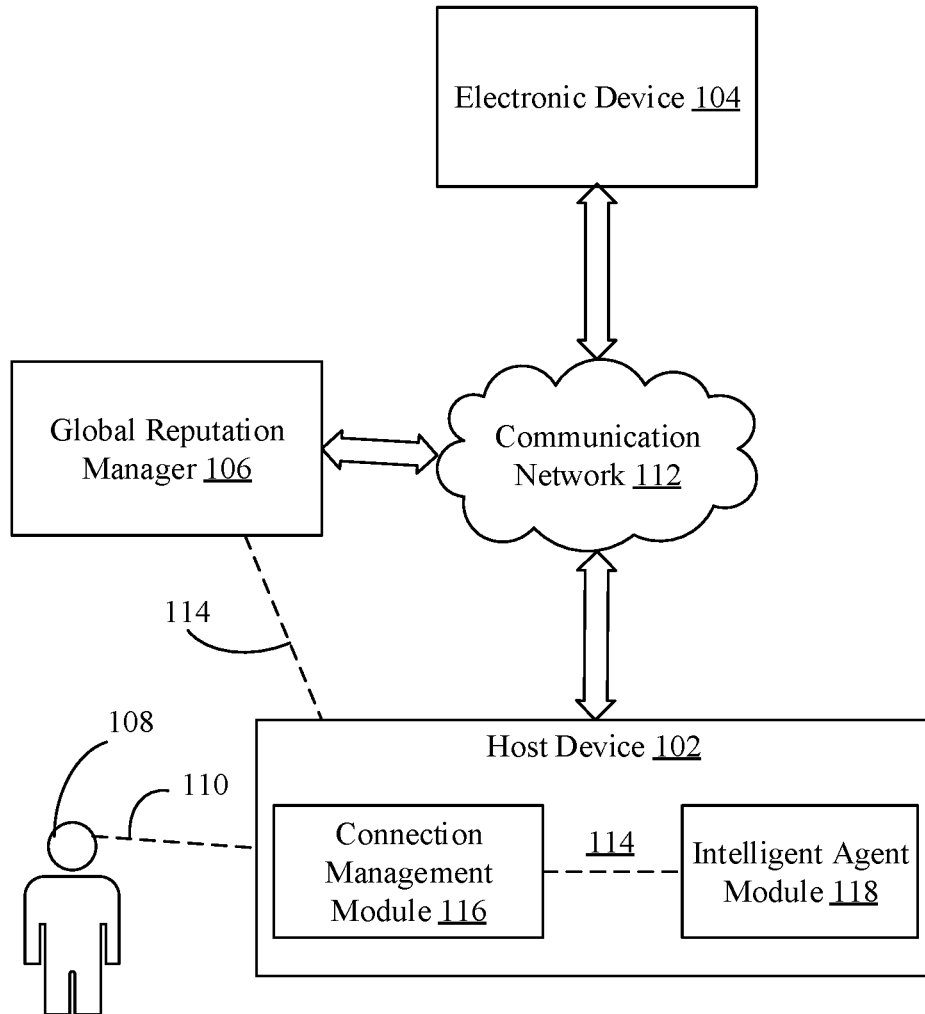 Electronic Device 104
Global Reputation
Manager 106
Communication
Network 112
114
108
110
Host Device 102
Connection
Management
Module 116
114
Intelligent Agent
Module 118